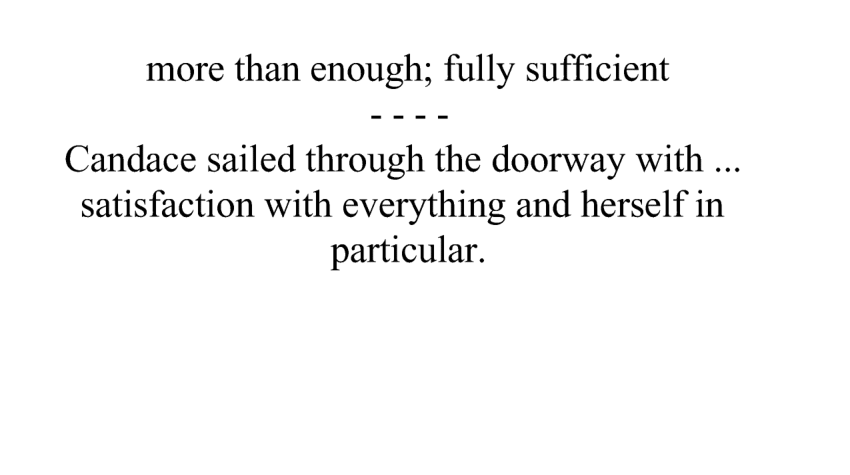 more than enough; fully sufficient
- - - -
Candace sailed through the doorway with ...
satisfaction with everything and herself in
particular.